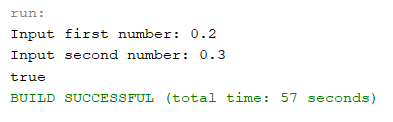 run:
Input first number: 0.2
Input second number: 0.3
true
BUILD SUCCESSFUL (total time: 57 seconds)